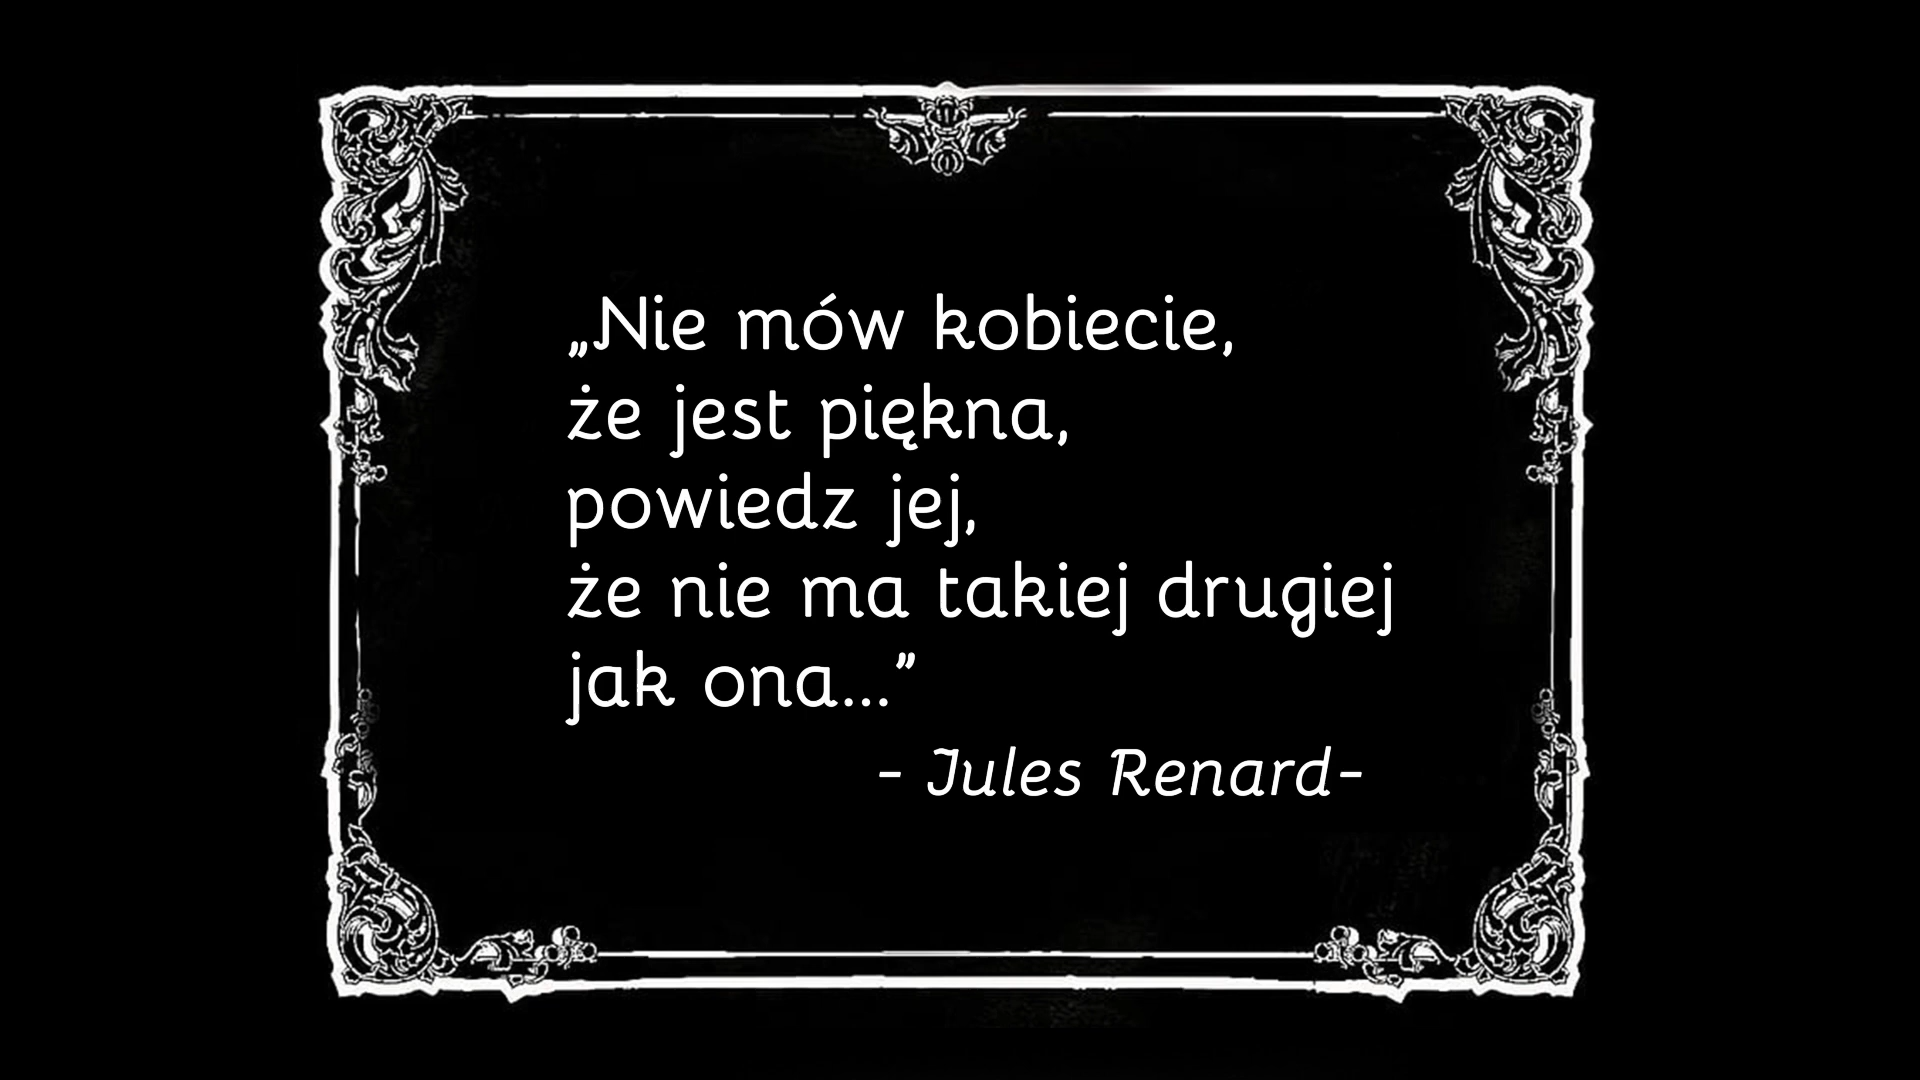 „Nie mów kobiecie,
że jest piękna,
powiedz jej,
że nie ma takiej drugiej
jak ona...”
- Jules Renard-